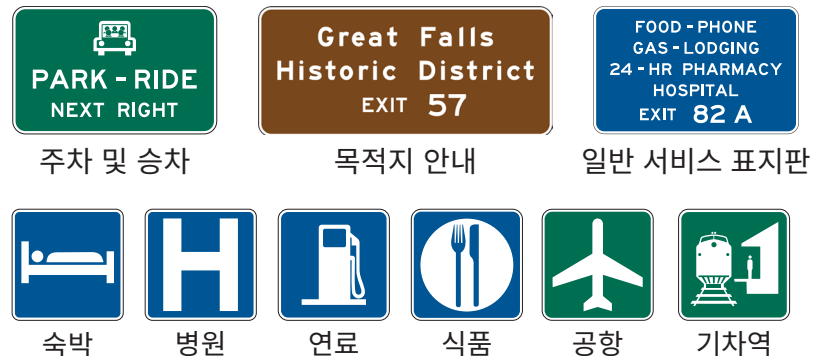 PARK - RIDE
NEXT RIGHT
주차 및 승차
Great Falls
Historic District
EXIT 57
목적지 안내
FOOD - PHONE
GAS - LODGING
24 - HR PHARMACY
HOSPITAL
EXIT 82 A
일반 서비스 표지판
숙박
H
병원
연료
식품
공항
기차역